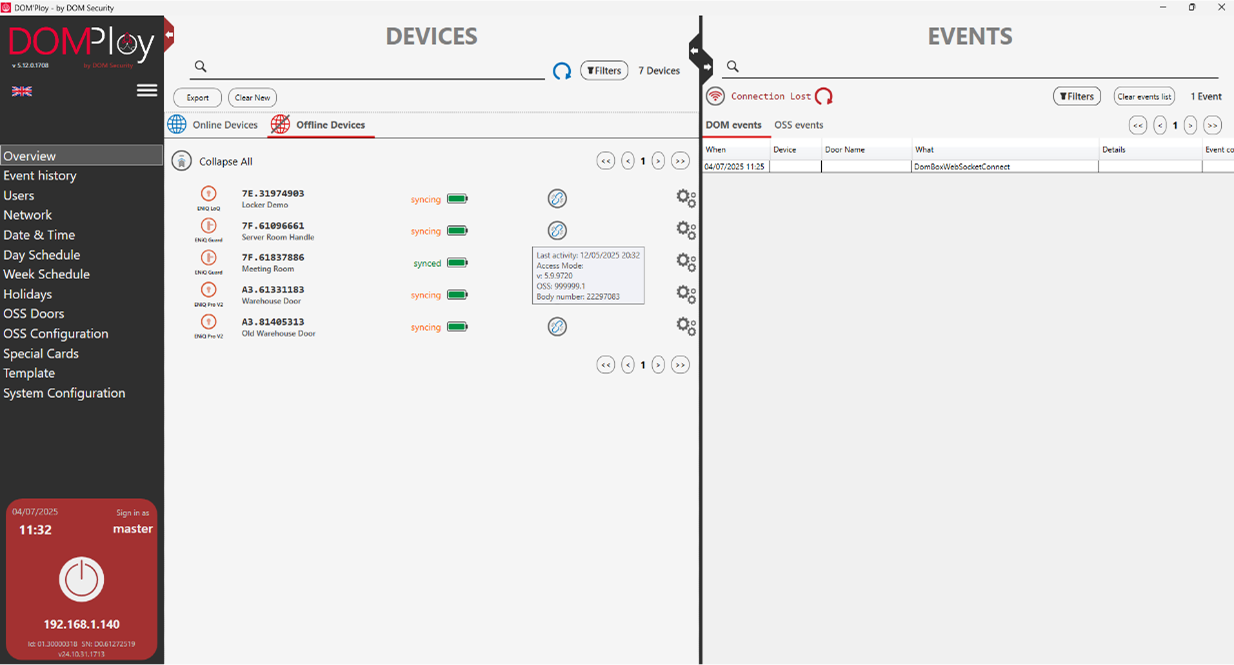 DOM'Ploy - by DOM Security
DOMPloy
v 5.12.0.1708
by DOM Security
Overview
Event history
Users
Network
Date & Time
Day Schedule
Week Schedule
Holidays
OSS Doors
OSS Configuration
Special Cards
Template
System Configuration
04/07/2025
Sign in as
11:32
master
192.168.1.140
Id: 01.30000318 SN: D0.61272519
v24.10.31.1713
DEVICES
Filters
7 Devices
Export
Clear New
Online Devices
Offline Devices
Collapse All
<< < 1 > >>
ENiQ LoQ
7E.31974903
Locker Demo
syncing
ENiQ Guard
7F.61096661
Server Room Handle
syncing
ENiQ Guard
7F.61837886
Meeting Room
synced
ENiQ Pro V2
A3.61331183
Warehouse Door
syncing
ENiQ Pro V2
A3.81405313
Old Warehouse Door
syncing
Last activity: 12/05/2025 20:32
Access Mode:
v: 5.9.9720
OSS: 999999.1
Body number: 22297083
<< < 1 > >>
EVENTS
Connection Lost
Filters
Clear events list
1 Event
DOM events
OSS events
<< < 1 > >>
When Device Door Name What Details Event co
04/07/2025 11:25 DomBoxWebSocketConnect